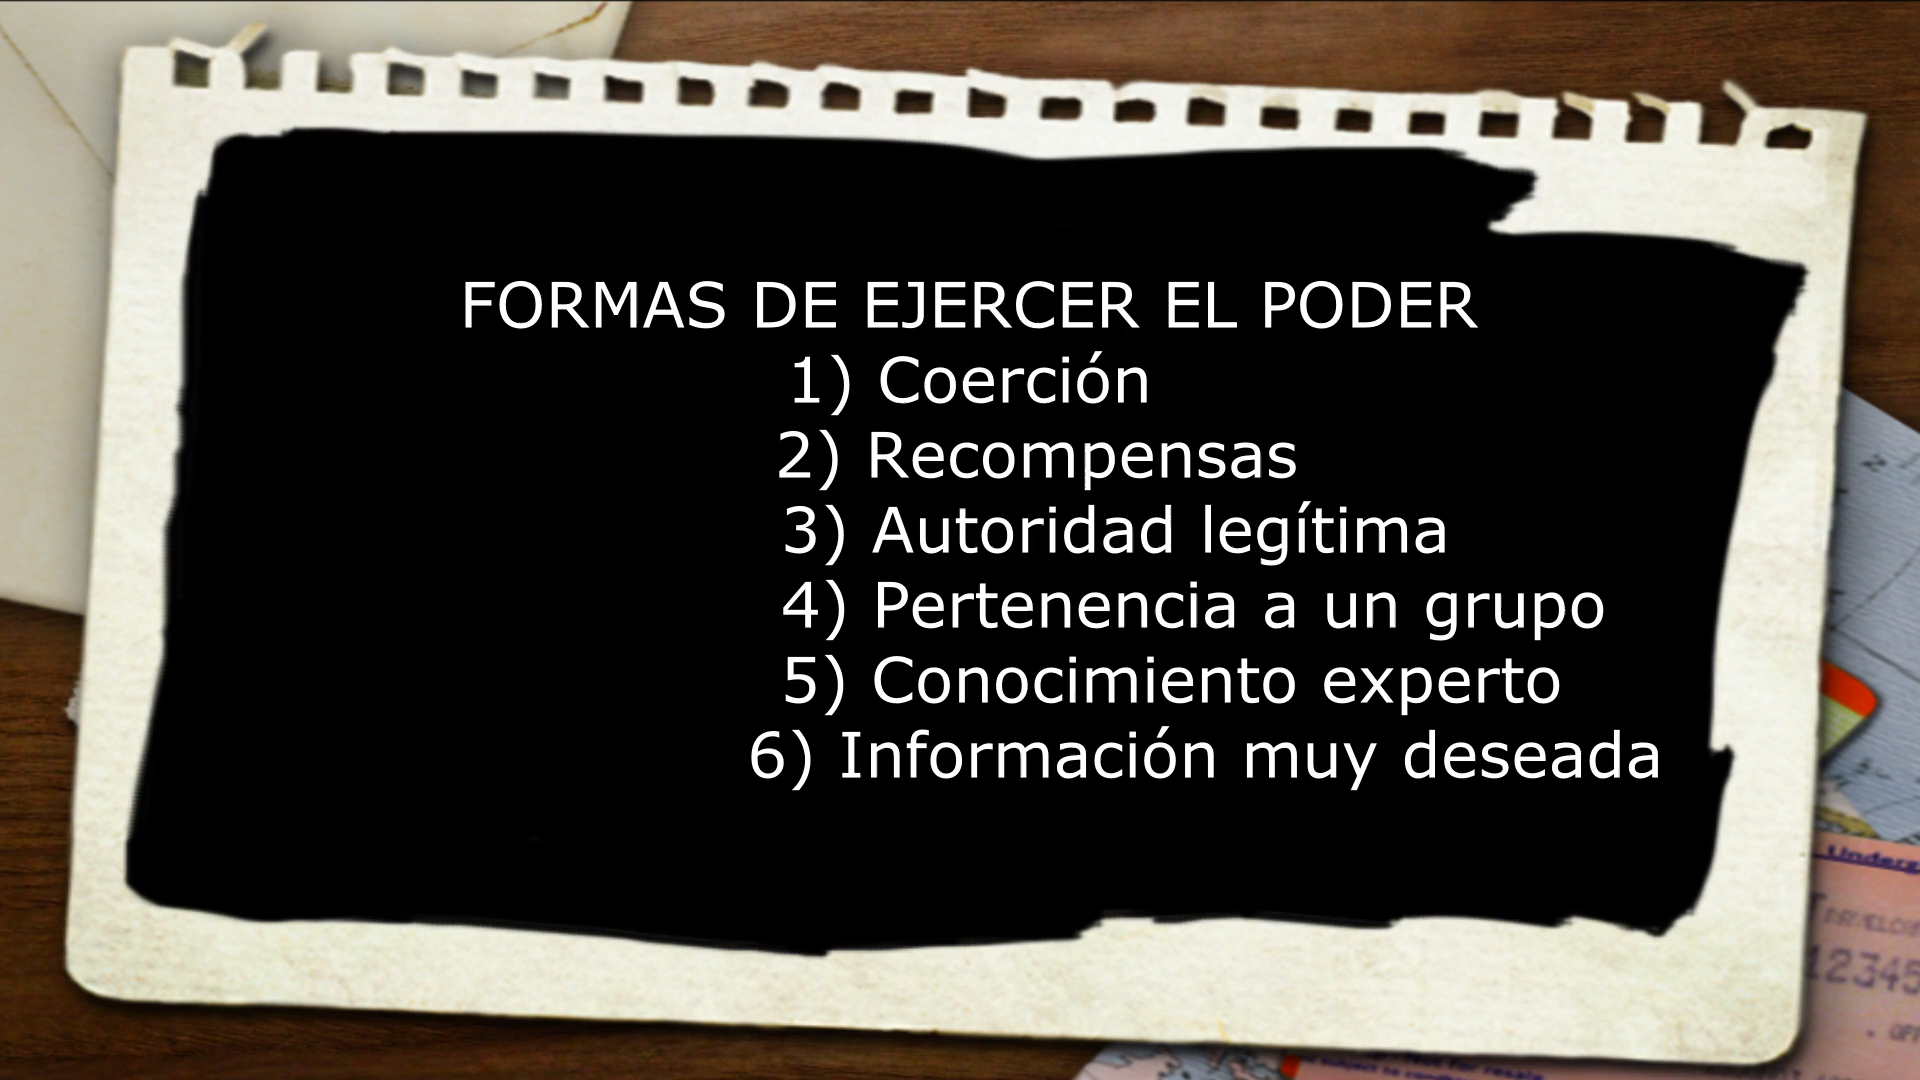 FORMAS DE EJERCER EL PODER
1) Coerción
2) Recompensas
3) Autoridad legítima
4) Pertenencia a un grupo
5) Conocimiento experto
6) Información muy deseada
12345